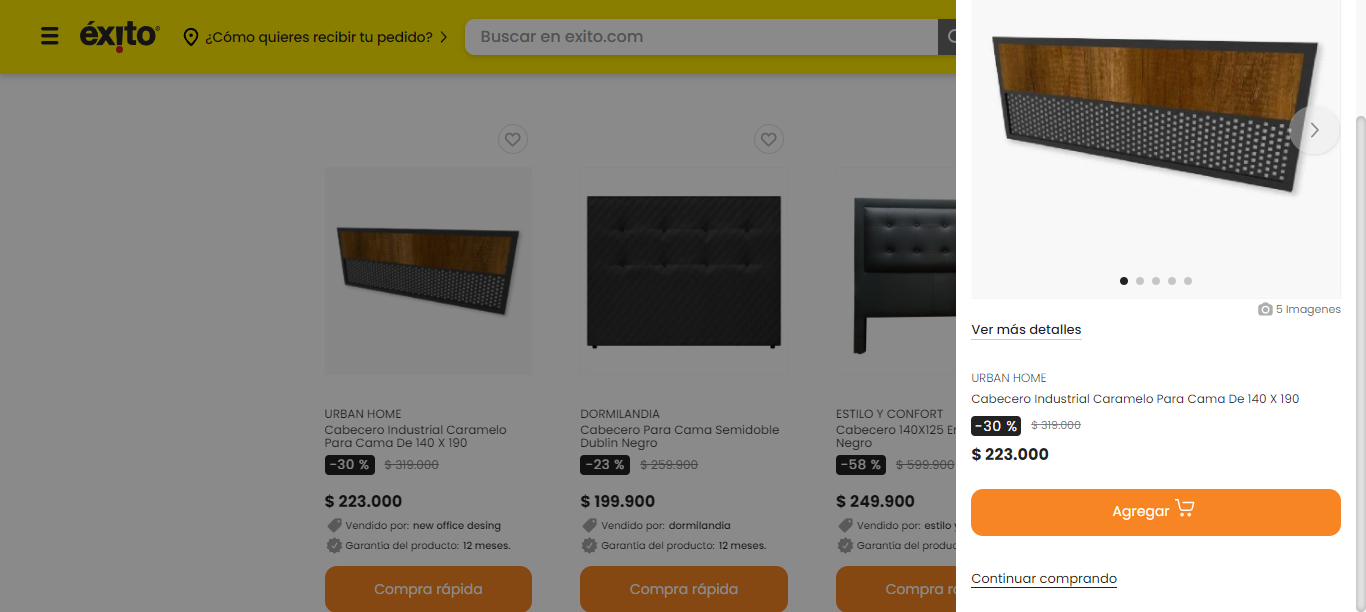 éxito
¿Cómo quieres recibir tu pedido?
Buscar en exito.com
URBAN HOME
Cabecero Industrial Caramelo
Para Cama De 140 X 190
-30 % $ 319.000
$ 223.000
Vendido por: new office desing
Garantía del producto: 12 meses.
Compra rápida
DORMILANDIA
Cabecero Para Cama Semidoble
Dublin Negro
-23 % $ 259.900
$ 199.900
Vendido por: dormilandia
Garantía del producto: 12 meses.
Compra rápida
ESTILO Y CONFORT
Cabecero 140X125 E
Negro
-58 % $ 599.900
$ 249.900
Vendido por: estilo
Garantía del produc
Compra r
5 Imagenes
Ver más detalles
URBAN HOME
Cabecero Industrial Caramelo Para Cama De 140 X 190
-30 % $ 319.000
$ 223.000
Agregar
Continuar comprando